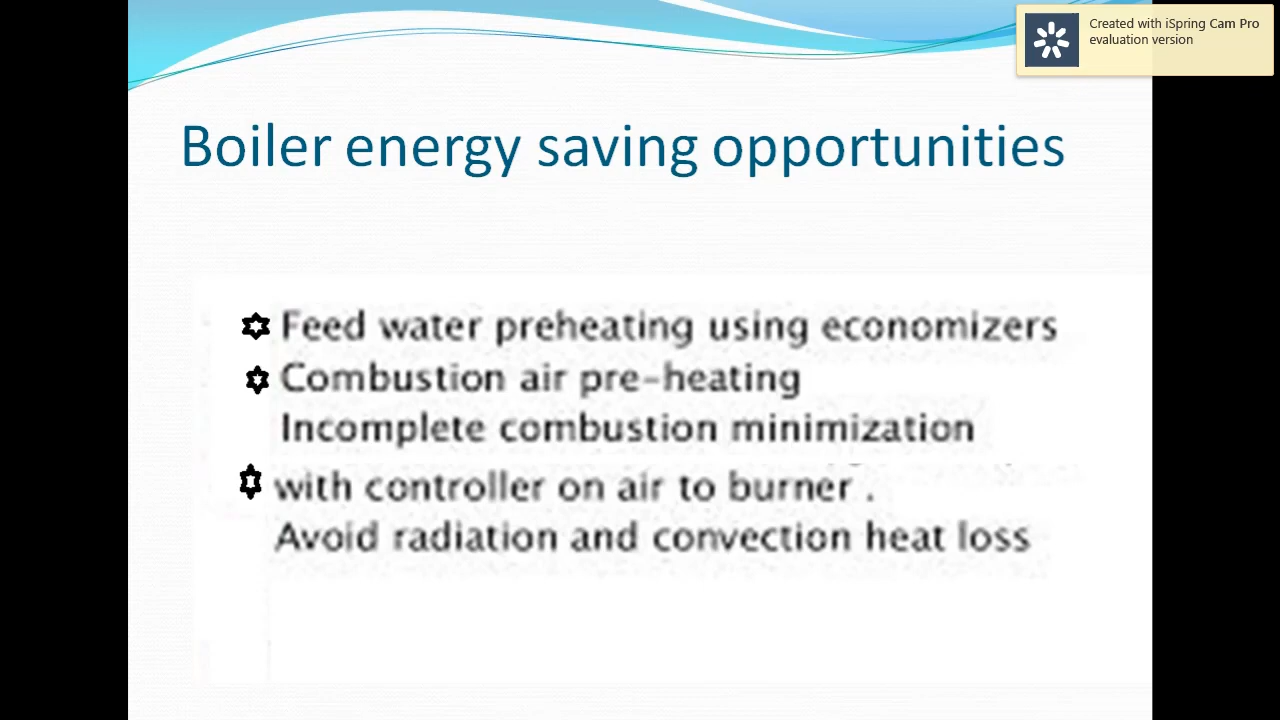 Created with iSpring Cam Pro
evaluation version
Boiler energy saving opportunities
Feed water preheating using economizers
Combustion air pre-heating
Incomplete combustion minimization
with controller on air to burner .
Avoid radiation and convection heat loss